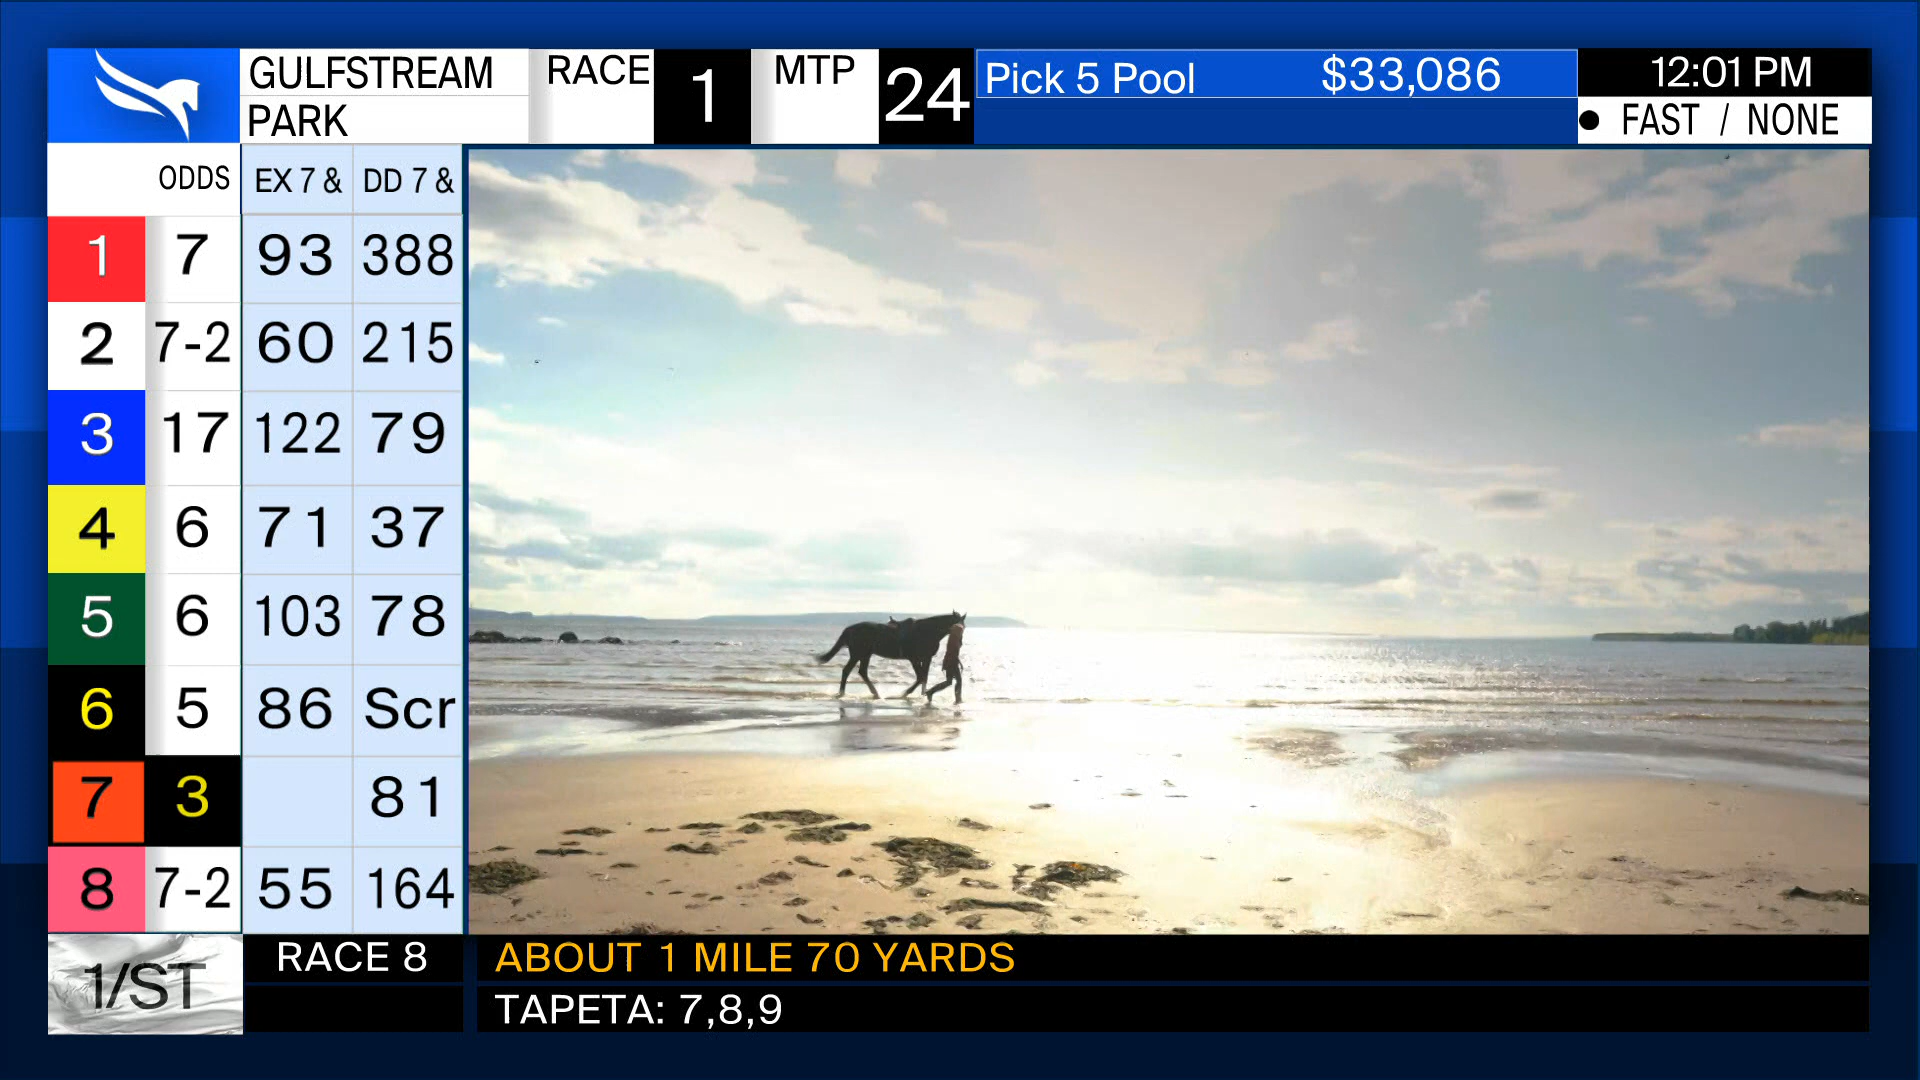 GULFSTREAM
PARK
RACE 1 MTP 24
Pick 5 Pool $33,086
12:01 PM
FAST / NONE
ODDS EX 7 & DD 7 &
1 7 93 388
2 7-2 60 215
3 17 122 79
4 6 71 37
5 6 103 78
6 5 86 Scr
7 3 81
8 7-2 55 164
1/ST
RACE 8
ABOUT 1 MILE 70 YARDS
TAPETA: 7,8,9